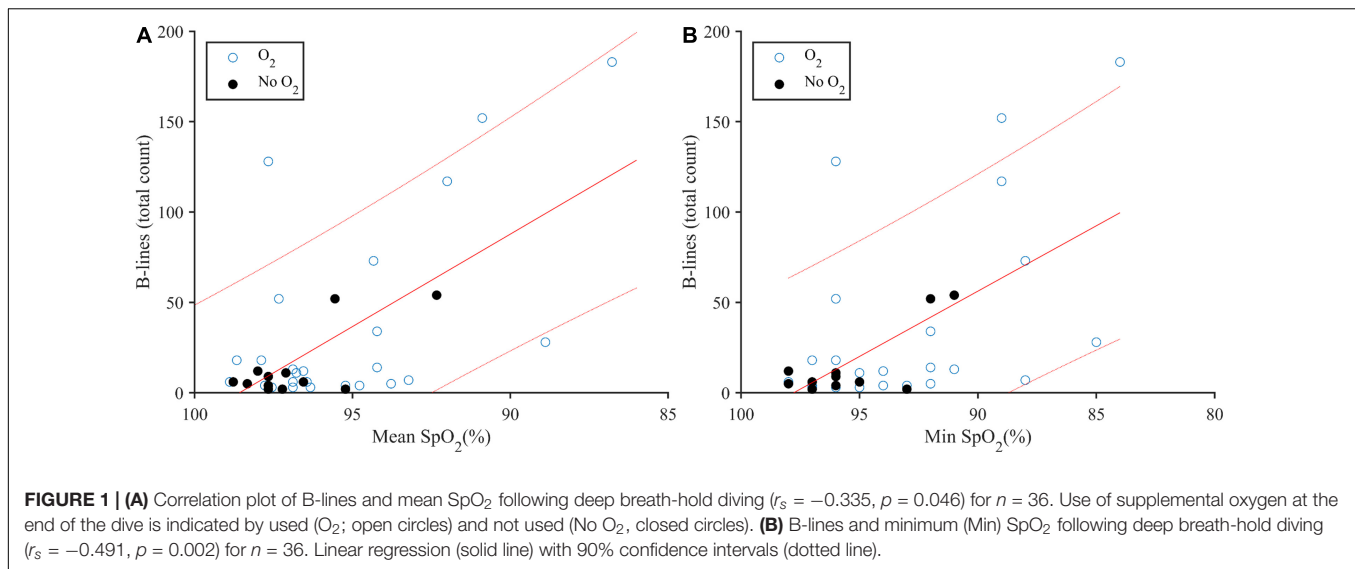 A
B
200
150
100
50
0
B-lines (total count)
O₂
No O₂
100
95
90
85
Mean SpO₂(%)
200
150
100
50
0
B-lines (total count)
O₂
No O₂
100
95
90
85
80
Min SpO₂(%)
FIGURE 1 | (A) Correlation plot of B-lines and mean SpO₂ following deep breath-hold diving (rₛ = −0.335, p = 0.046) for n = 36. Use of supplemental oxygen at the
end of the dive is indicated by used (O₂; open circles) and not used (No O₂, closed circles). (B) B-lines and minimum (Min) SpO₂ following deep breath-hold diving
(rₛ = −0.491, p = 0.002) for n = 36. Linear regression (solid line) with 90% confidence intervals (dotted line).